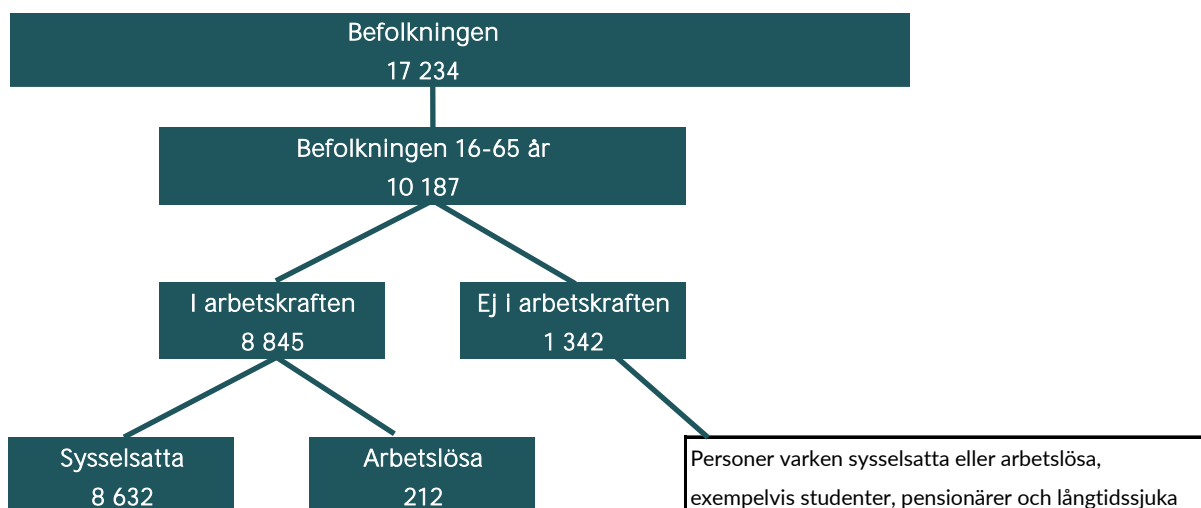 Befolkningen
17 234
Befolkningen 16-65 år
10 187
I arbetskraften
8 845
Ej i arbetskraften
1 342
Sysselsatta
8 632
Arbetslösa
212
Personer varken sysselsatta eller arbetslösa,
exempelvis studenter, pensionärer och långtidssjuka